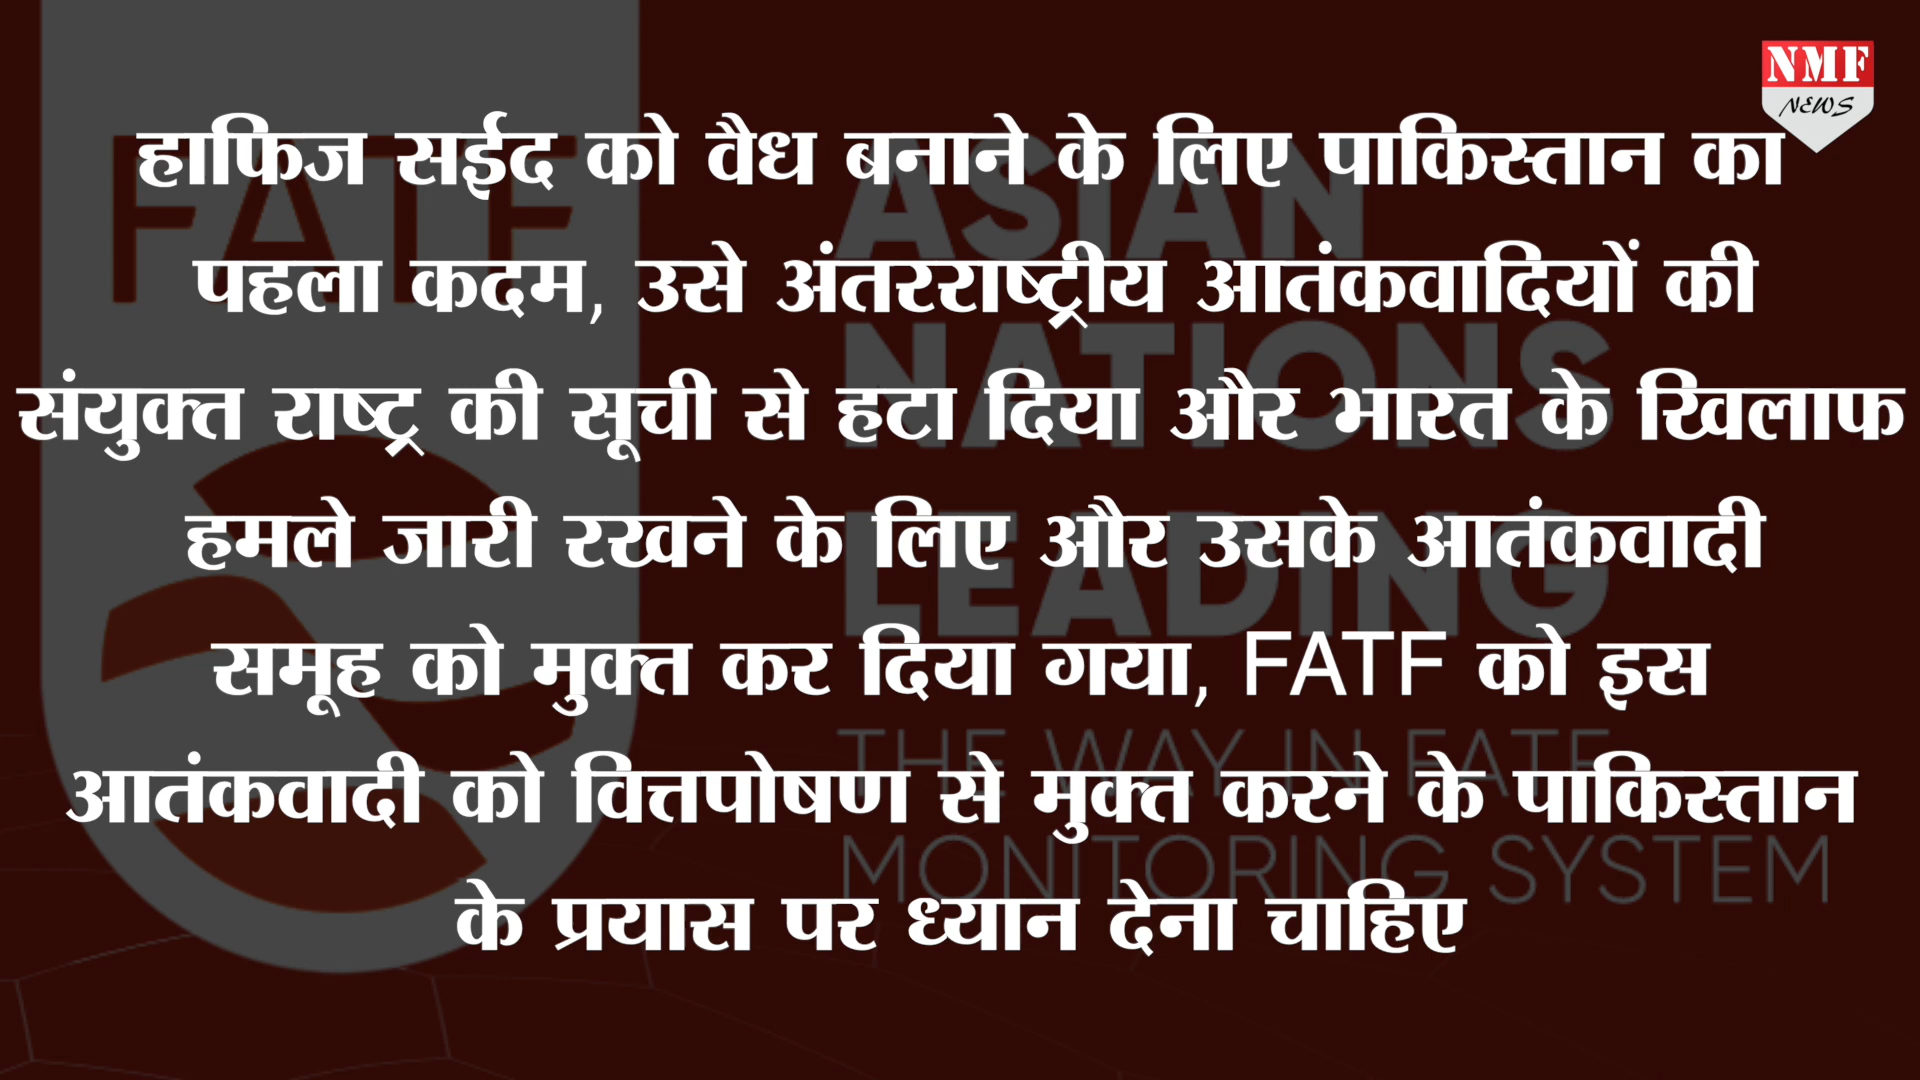 NMF
NEWS
हाफिज सईद को वैध बनाने के लिए पाकिस्तान का
पहला कदम, उसे अंतरराष्ट्रीय आतंकवादियों की
संयुक्त राष्ट्र की सूची से हटा दिया और भारत के खिलाफ
हमले जारी रखने के लिए और उसके आतंकवादी
समूह को मुक्त कर दिया गया, FATF को इस
आतंकवादी को वित्तपोषण से मुक्त करने के पाकिस्तान
के प्रयास पर ध्यान देना चाहिए
FATF
ASIAN
NATIONS
LEADING
THE WAY IN FATF
MONITORING SYSTEM